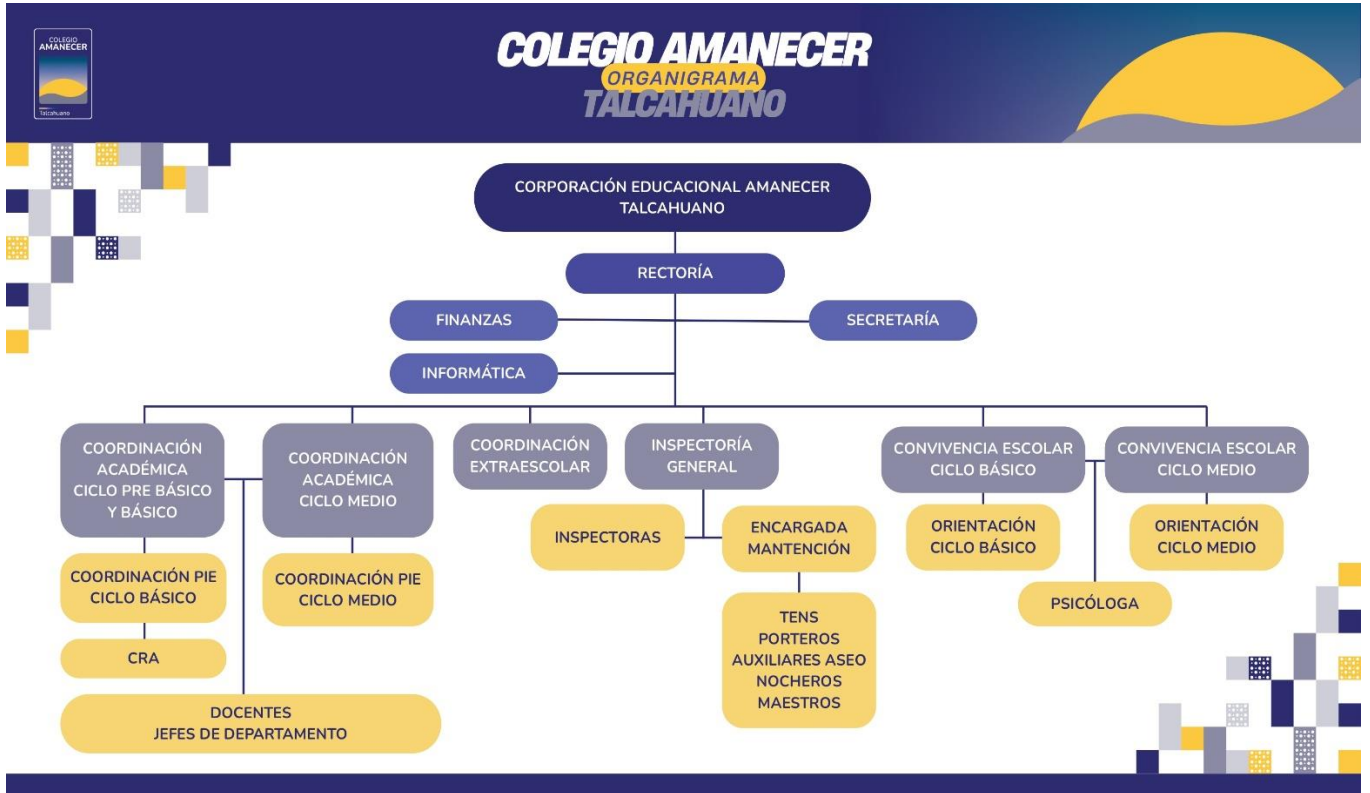 COLEGIO
AMANECER
Talcahuano
COLEGIO AMANECER
ORGANIGRAMA
TALCAHUANO
CORPORACIÓN EDUCACIONAL AMANECER
TALCAHUANO
RECTORÍA
FINANZAS
SECRETARÍA
INFORMÁTICA
COORDINACIÓN
ACADÉMICA
CICLO PRE BÁSICO
Y BÁSICO
COORDINACIÓN
ACADÉMICA
CICLO MEDIO
COORDINACIÓN
EXTRAESCOLAR
INSPECTORÍA
GENERAL
CONVIVENCIA ESCOLAR
CICLO BÁSICO
CONVIVENCIA ESCOLAR
CICLO MEDIO
COORDINACIÓN PIE
CICLO BÁSICO
COORDINACIÓN PIE
CICLO MEDIO
INSPECTORAS
ENCARGADA
MANTENCIÓN
ORIENTACIÓN
CICLO BÁSICO
ORIENTACIÓN
CICLO MEDIO
CRA
TENS
PORTEROS
AUXILIARES ASEO
NOCHEROS
MAESTROS
PSICÓLOGA
DOCENTES
JEFES DE DEPARTAMENTO